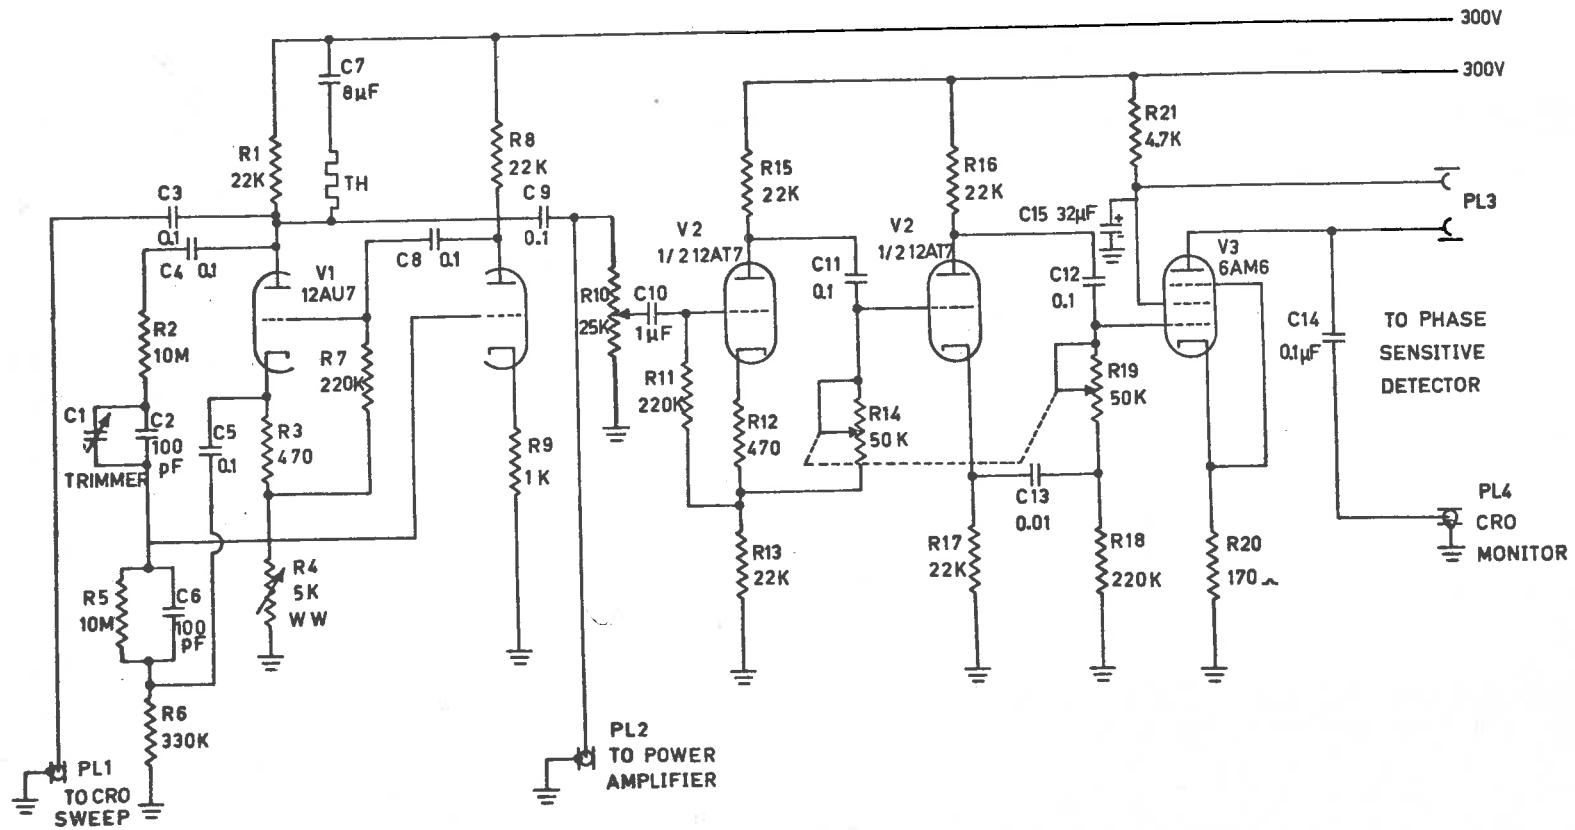 300V
300V
C7
8µF
R1
22K
TH
R8
22K
C3
0.1
C4 0.1
C9
0.1
C8 0.1
V1
12AU7
R2
10M
R7
220K
C1
TRIMMER
C2
100
pF
C5
0.1
R3
470
R9
1K
R4
5K
WW
R5
10M
C6
100
pF
R6
330K
PL1
TO CRO
SWEEP
PL2
TO POWER
AMPLIFIER
R10
25K
C10
1µF
R15
22K
V2
1/2 12AT7
R11
220K
R12
470
R13
22K
C11
0.1
R14
50K
R16
22K
V2
1/2 12AT7
C12
0.1
R19
50K
C13
0.01
R17
22K
R18
220K
R21
4.7K
C15 32µF
+
-
V3
6AM6
R20
170 Ω
C14
0.1µF
PL3
TO PHASE
SENSITIVE
DETECTOR
PL4
CRO
MONITOR